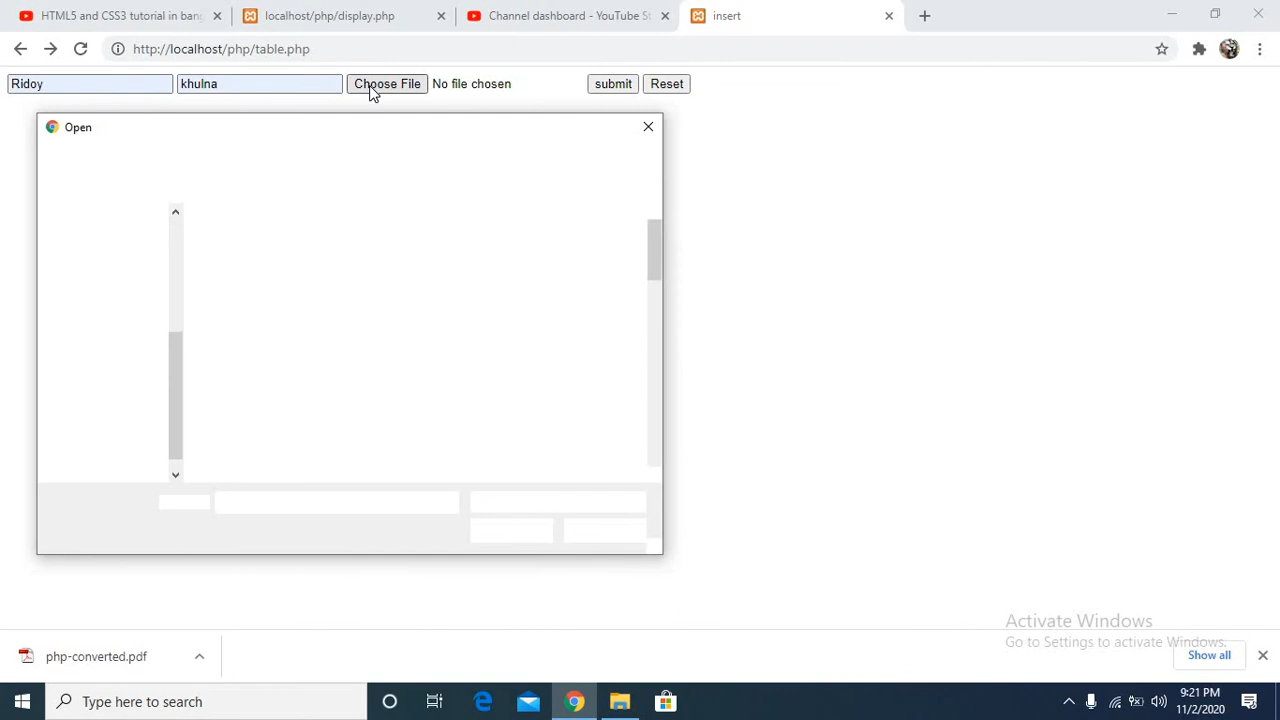 HTML5 and CSS3 tutorial in bang
localhost/php/display.php
Channel dashboard - YouTube St
insert
http://localhost/php/table.php
Ridoy
khulna
Choose File
No file chosen
submit
Reset
Open
Activate Windows
Go to Settings to activate Windows.
php-converted.pdf
Show all
Type here to search
9:21 PM
11/2/2020